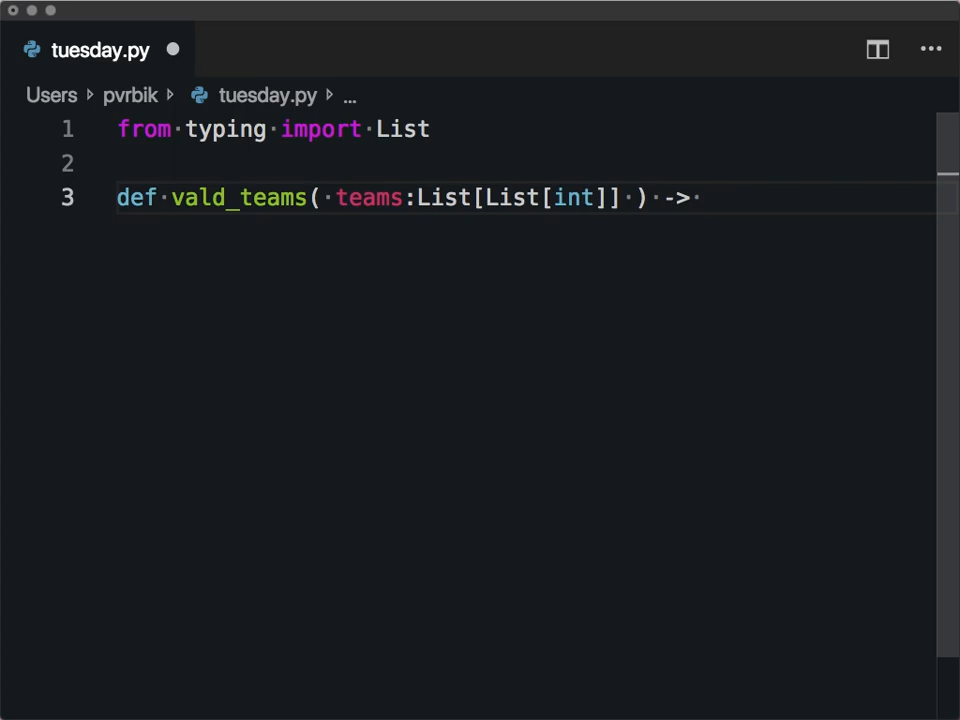 tuesday.py
Users pvrbik tuesday.py ...
1 from·typing·import·List
2
3 def·vald_teams(·teams:List[List[int]]·)·->·